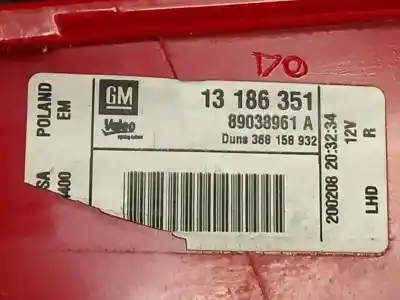 170
GM
13 186 351
Valeo
89038961 A
Duns 368 158 932
POLAND
EM
SA
400
200208 20:32:34
12V
R
LHD